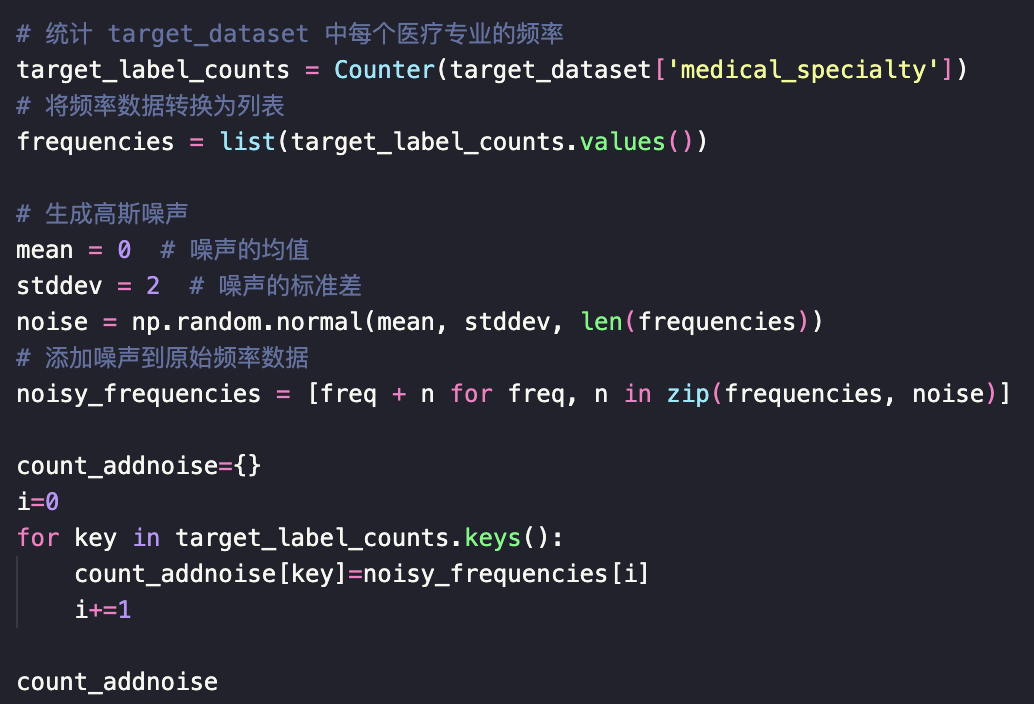 # 统计 target_dataset 中每个医疗专业的频率
target_label_counts = Counter(target_dataset['medical_specialty'])
# 将频率数据转换为列表
frequencies = list(target_label_counts.values())

# 生成高斯噪声
mean = 0  # 噪声的均值
stddev = 2  # 噪声的标准差
noise = np.random.normal(mean, stddev, len(frequencies))
# 添加噪声到原始频率数据
noisy_frequencies = [freq + n for freq, n in zip(frequencies, noise)]

count_addnoise={}
i=0
for key in target_label_counts.keys():
    count_addnoise[key]=noisy_frequencies[i]
    i+=1

count_addnoise